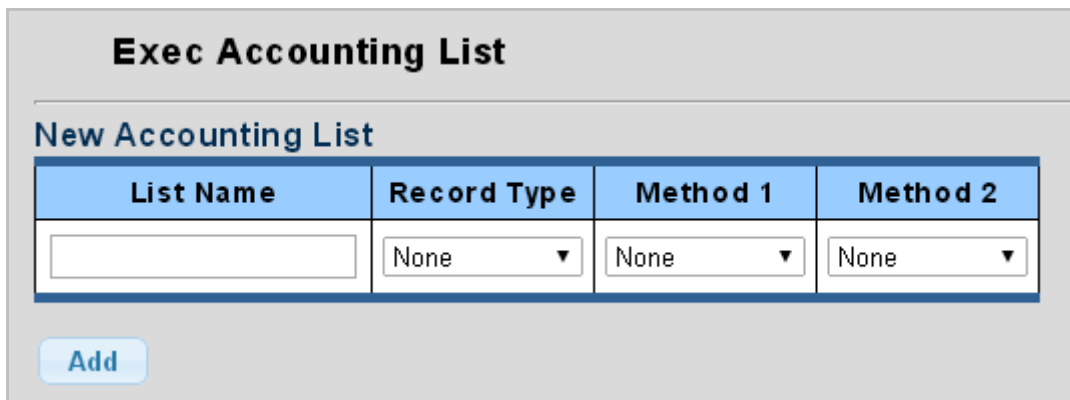 Exec Accounting List
New Accounting List
List Name Record Type Method 1 Method 2
None None None
Add